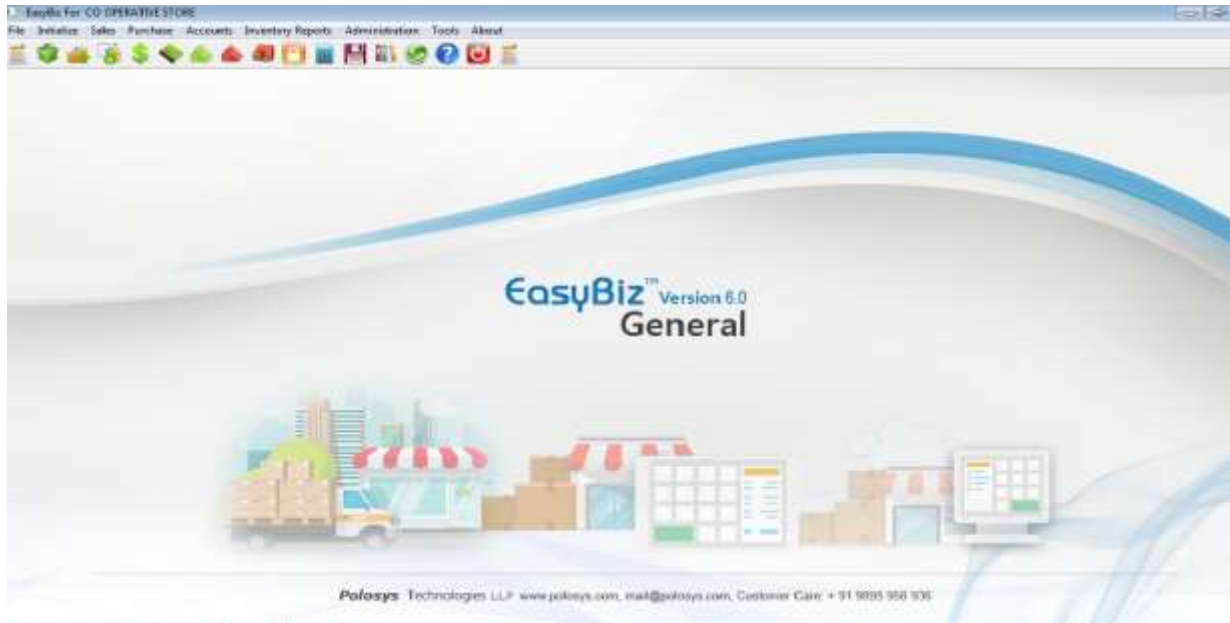 EasyBiz For CO OPERATIVE STORE
File Initialize Sales Purchase Accounts Inventory Reports Administration Tools About
EasyBiz™ Version 6.0
General
Polosys Technologies LLP www.polosys.com, mail@polosys.com, Customer Care: + 91 9895 956 936